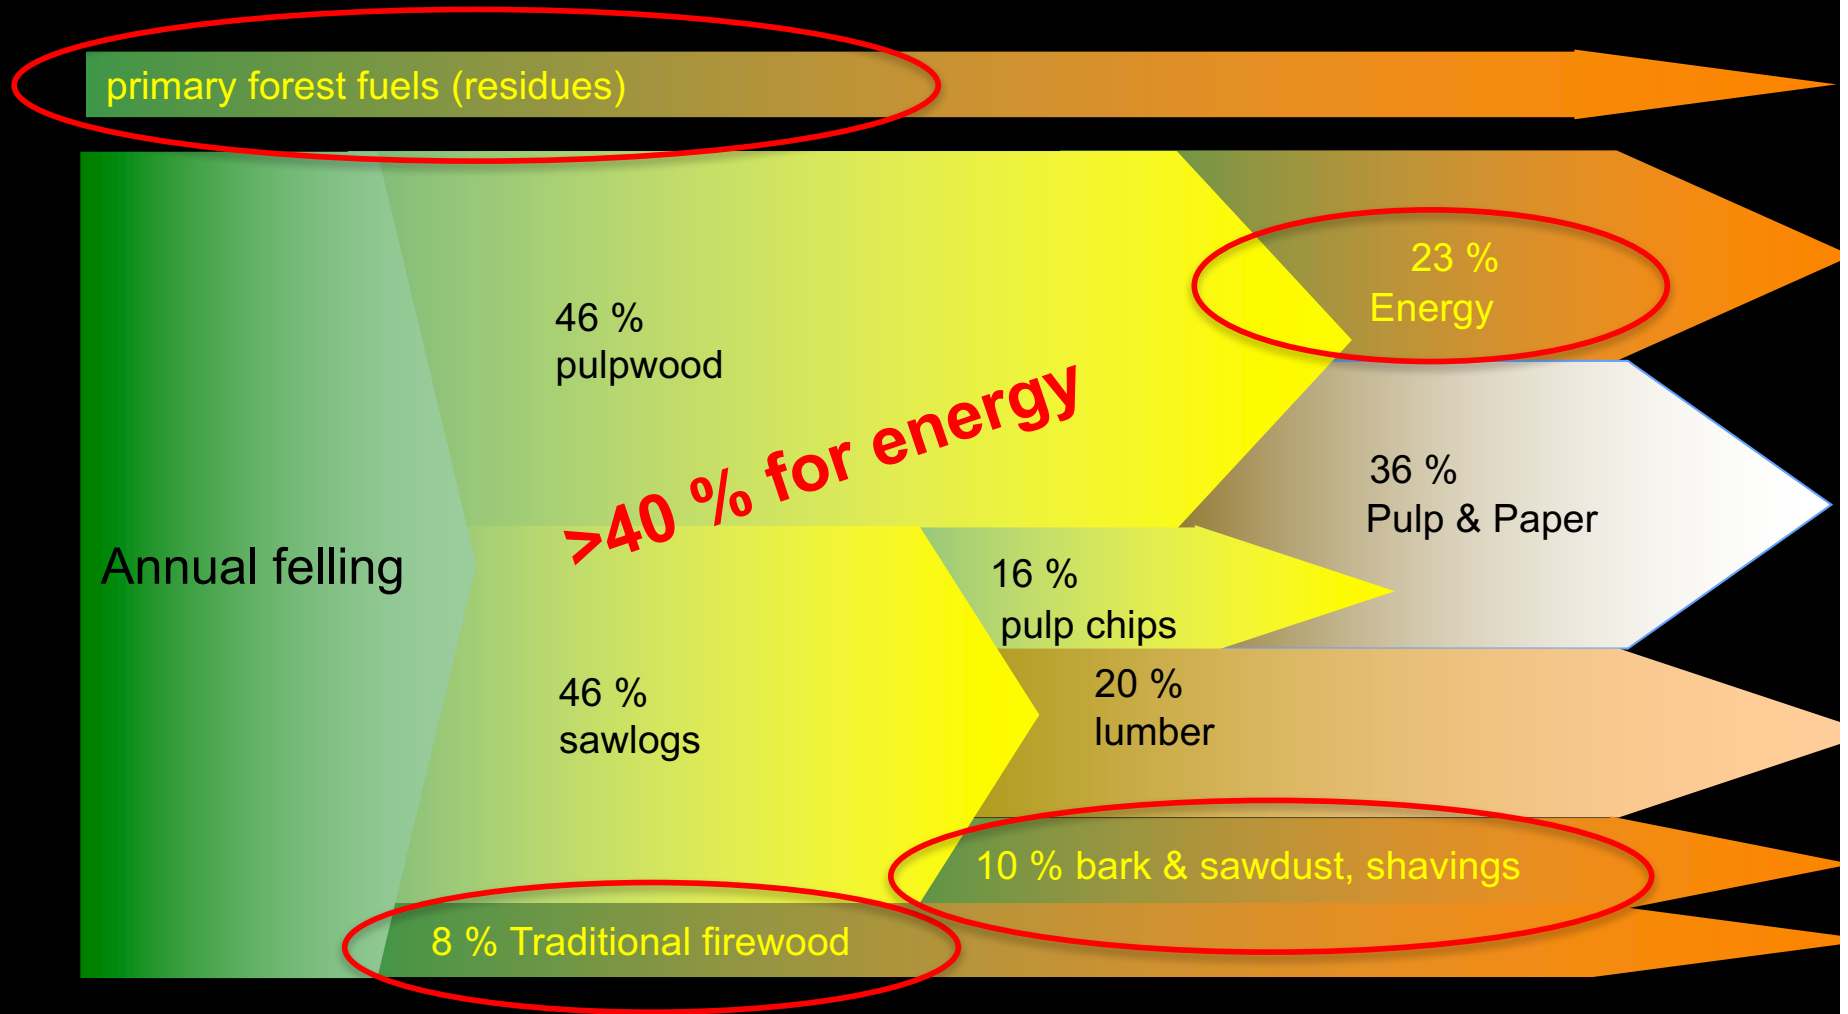 primary forest fuels (residues)
23 %
Energy
46 %
pulpwood
>40 % for energy
36 %
Pulp & Paper
Annual felling
16 %
pulp chips
46 %
sawlogs
20 %
lumber
10 % bark & sawdust, shavings
8 % Traditional firewood